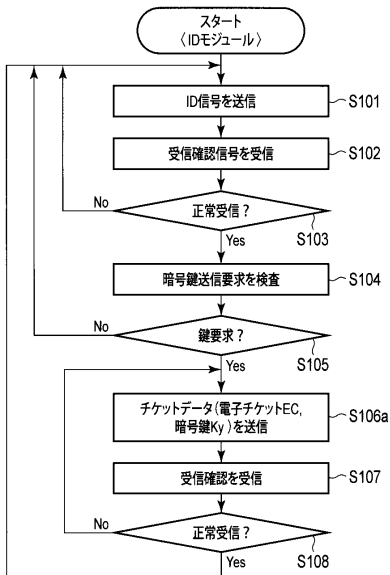 スタート
〈IDモジュール〉
ID信号を送信
S101
受信確認信号を受信
S102
正常受信？
S103
No
Yes
暗号鍵送信要求を検査
S104
鍵要求？
S105
No
Yes
チケットデータ（電子チケットEC,
暗号鍵Ky）を送信
S106a
受信確認を受信
S107
正常受信？
S108
No
Yes